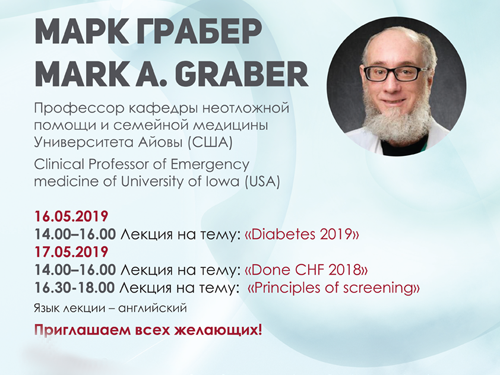 МАРК ГРАБЕР
MARK A. GRABER
Профессор кафедры неотложной
помощи и семейной медицины
Университета Айовы (США)
Clinical Professor of Emergency
medicine of University of Iowa (USA)
16.05.2019
14.00–16.00 Лекция на тему: «Diabetes 2019»
17.05.2019
14.00–16.00 Лекция на тему: «Done CHF 2018»
16.30-18.00 Лекция на тему: «Principles of screening»
Язык лекции – английский
Приглашаем всех желающих!